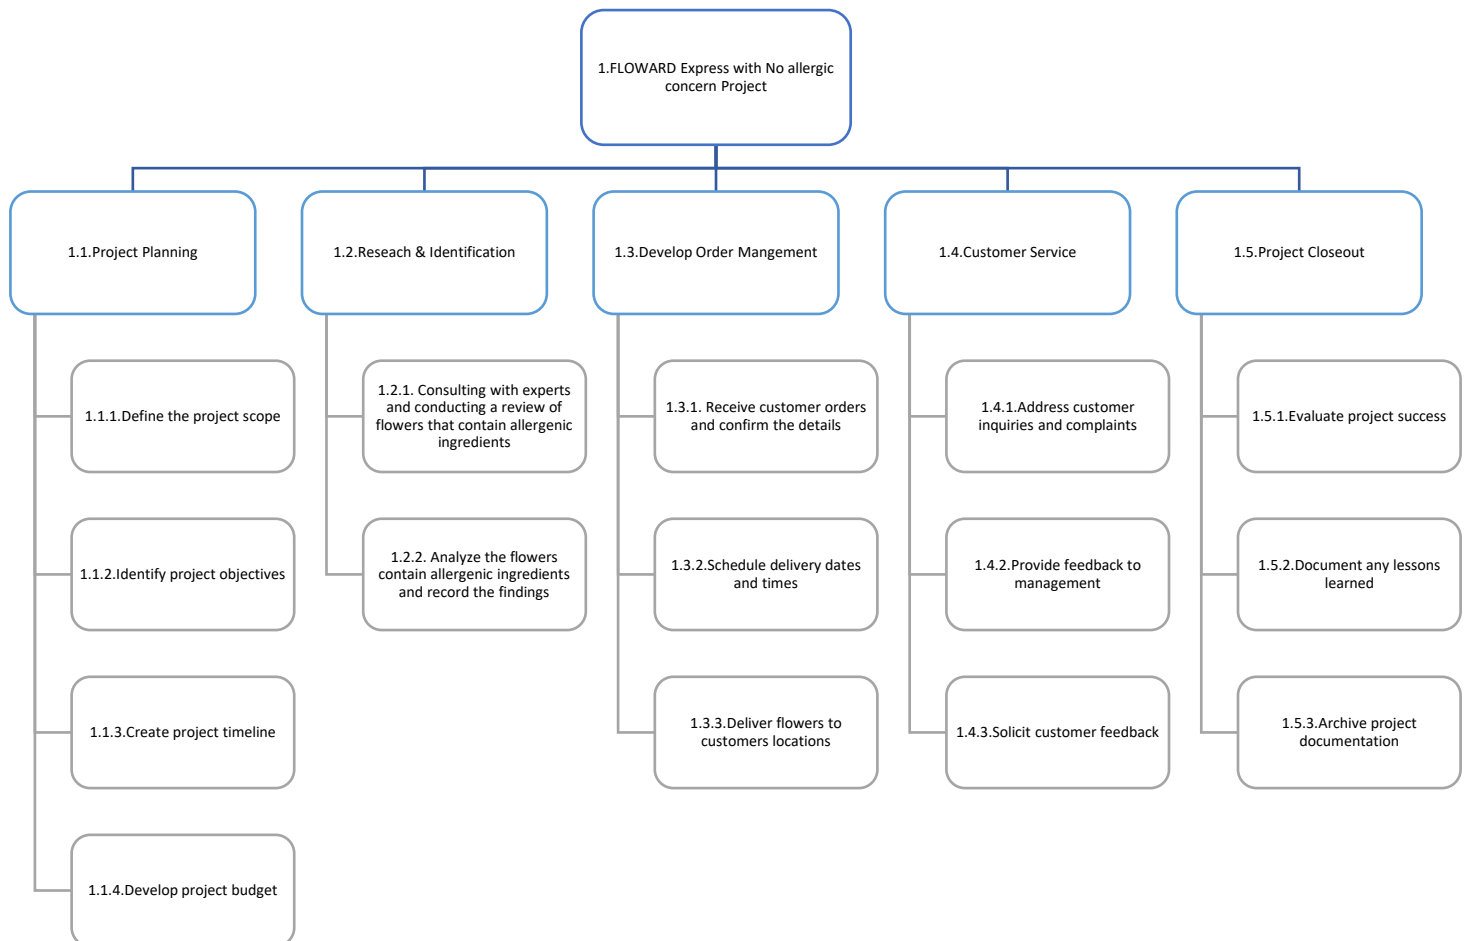 1.FLOWARD Express with No allergic
concern Project
1.1.Project Planning
1.2.Reseach & Identification
1.3.Develop Order Mangement
1.4.Customer Service
1.5.Project Closeout
1.1.1.Define the project scope
1.1.2.Identify project objectives
1.1.3.Create project timeline
1.1.4.Develop project budget
1.2.1. Consulting with experts
and conducting a review of
flowers that contain allergenic
ingredients
1.2.2. Analyze the flowers
contain allergenic ingredients
and record the findings
1.3.1. Receive customer orders
and confirm the details
1.3.2.Schedule delivery dates
and times
1.3.3.Deliver flowers to
customers locations
1.4.1.Address customer
inquiries and complaints
1.4.2.Provide feedback to
management
1.4.3.Solicit customer feedback
1.5.1.Evaluate project success
1.5.2.Document any lessons
learned
1.5.3.Archive project
documentation